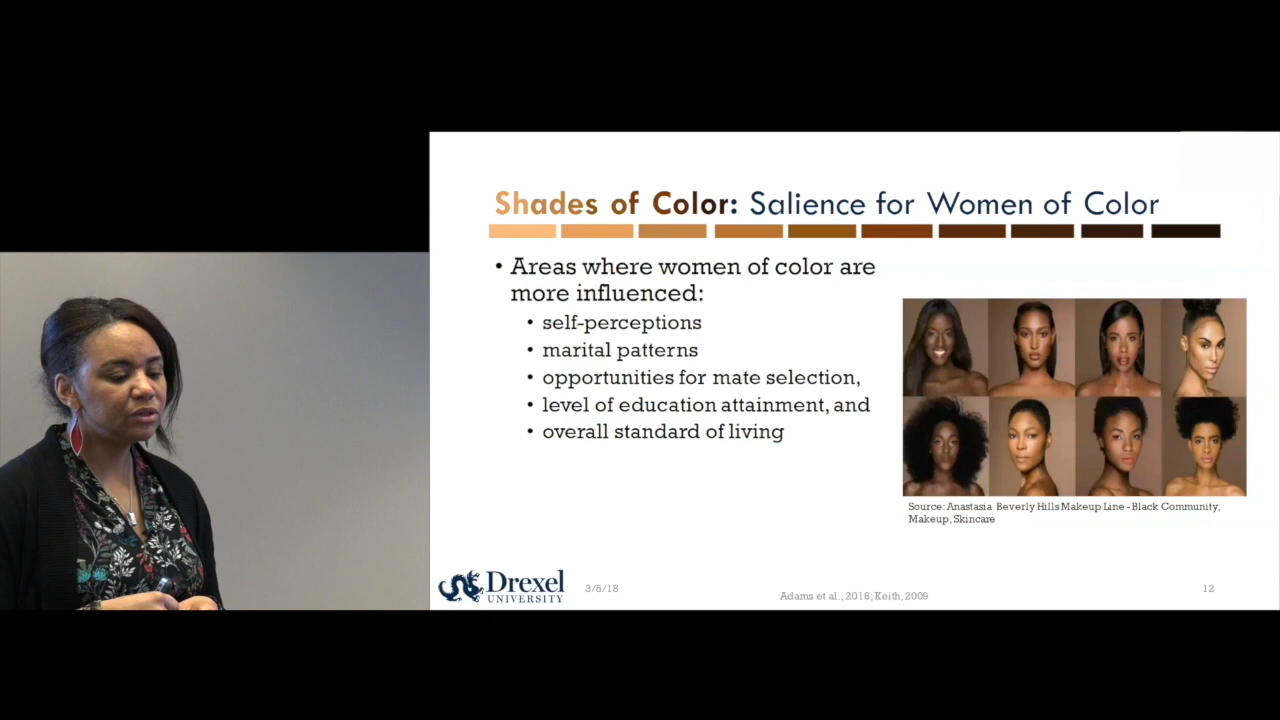 Shades of Color: Salience for Women of Color
• Areas where women of color are
more influenced:
• self-perceptions
• marital patterns
• opportunities for mate selection,
• level of education attainment, and
• overall standard of living
Source: Anastasia Beverly Hills Makeup Line - Black Community,
Makeup, Skincare
Drexel
UNIVERSITY
3/5/18
Adams et al., 2016; Keith, 2009
12